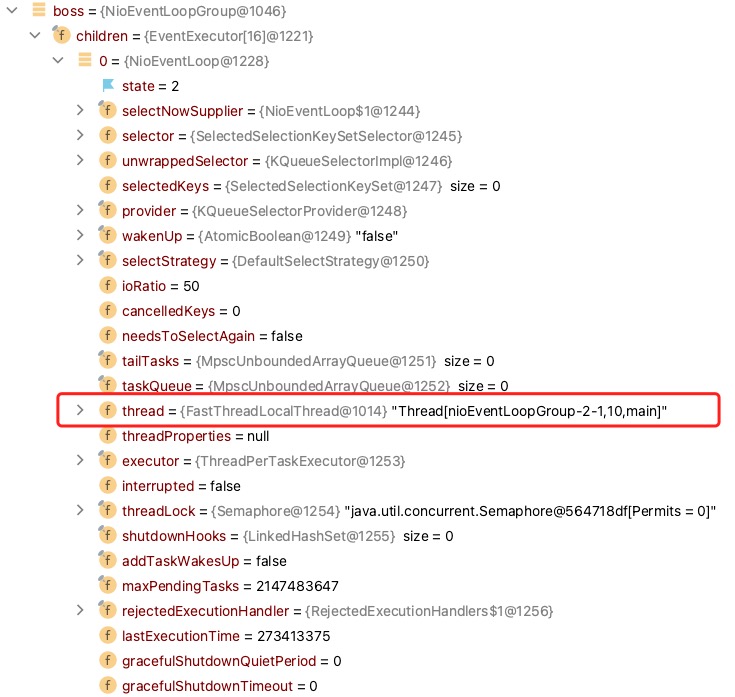 boss = {NioEventLoopGroup@1046}
children = {EventExecutor[16]@1221}
0 = {NioEventLoop@1228}
state = 2
selectNowSupplier = {NioEventLoop$1@1244}
selector = {SelectedSelectionKeySetSelector@1245}
unwrappedSelector = {KQueueSelectorImpl@1246}
selectedKeys = {SelectedSelectionKeySet@1247} size = 0
provider = {KQueueSelectorProvider@1248}
wakenUp = {AtomicBoolean@1249} "false"
selectStrategy = {DefaultSelectStrategy@1250}
ioRatio = 50
cancelledKeys = 0
needsToSelectAgain = false
tailTasks = {MpscUnboundedArrayQueue@1251} size = 0
taskQueue = {MpscUnboundedArrayQueue@1252} size = 0
thread = {FastThreadLocalThread@1014} "Thread[nioEventLoopGroup-2-1,10,main]"
threadProperties = null
executor = {ThreadPerTaskExecutor@1253}
interrupted = false
threadLock = {Semaphore@1254} "java.util.concurrent.Semaphore@564718df[Permits = 0]"
shutdownHooks = {LinkedHashSet@1255} size = 0
addTaskWakesUp = false
maxPendingTasks = 2147483647
rejectedExecutionHandler = {RejectedExecutionHandlers$1@1256}
lastExecutionTime = 273413375
gracefulShutdownQuietPeriod = 0
gracefulShutdownTimeout = 0